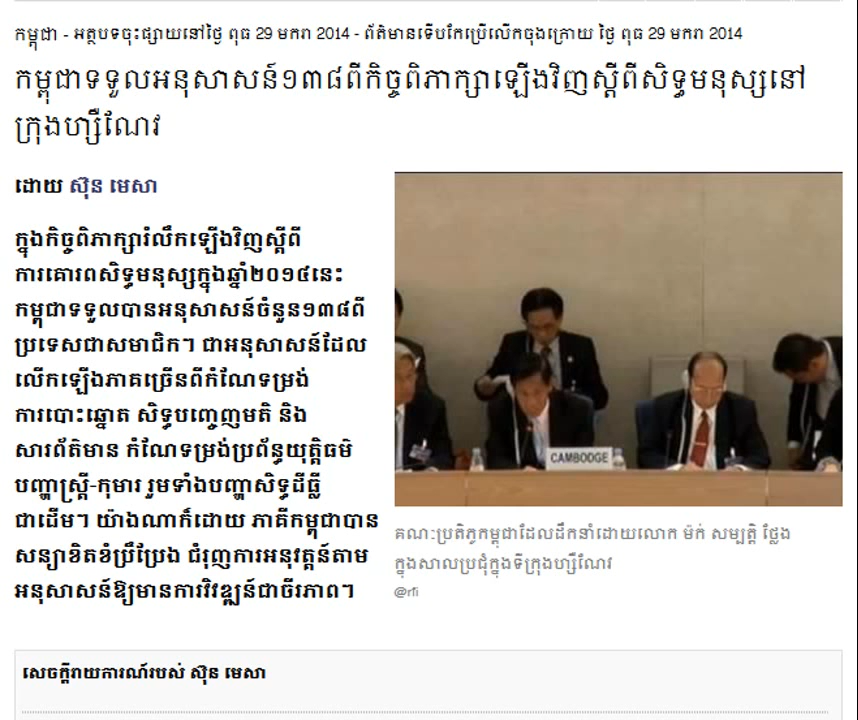 កម្ពុជា - អត្ថបទចុះផ្សាយនៅថ្ងៃ ពុធ 29 មករា 2014 - ព័ត៌មានទើបកែប្រើលើកចុងក្រោយ ថ្ងៃ ពុធ 29 មករា 2014
កម្ពុជាទទួលអនុសាសន៍១៣៨ពីកិច្ចពិភាក្សាឡើងវិញស្ដីពីសិទ្ធមនុស្សនៅ
ក្រុងហ្សឺណែវ
ដោយ ស៊ុន មេសា
ក្នុងកិច្ចពិភាក្សារំលឹកឡើងវិញស្ដីពី
ការគោរពសិទ្ធមនុស្សក្នុងឆ្នាំ២០១៤នេះ
កម្ពុជាទទួលបានអនុសាសន៍ចំនួន១៣៨ពី
ប្រទេសជាសមាជិក។ ជាអនុសាសន៍ដែល
លើកឡើងភាគច្រើនពីកំណែទម្រង់
ការបោះឆ្នោត សិទ្ធបញ្ចេញមតិ និង
សារព័ត៌មាន កំណែទម្រង់ប្រព័ន្ធយុត្តិធម៌
បញ្ហាស្ត្រី-កុមារ រួមទាំងបញ្ហាសិទ្ធដីធ្លី
ជាដើម។ យ៉ាងណាក៏ដោយ ភាគីកម្ពុជាបាន
សន្យាខិតខំប្រឹប្រែង ជំរុញការអនុវត្តន៍តាម
អនុសាសន៍ឱ្យមានការវិវឌ្ឍន៍ជាចីរភាព។
CAMBODGE
គណៈប្រតិភូកម្ពុជាដែលដឹកនាំដោយលោក ម៉ក់ សម្បត្តិ ថ្លែង
ក្នុងសាលប្រជុំក្នុងទីក្រុងហ្សឺណែវ
@rfi
សេចក្ដីរាយការណ៍របស់ ស៊ុន មេសា